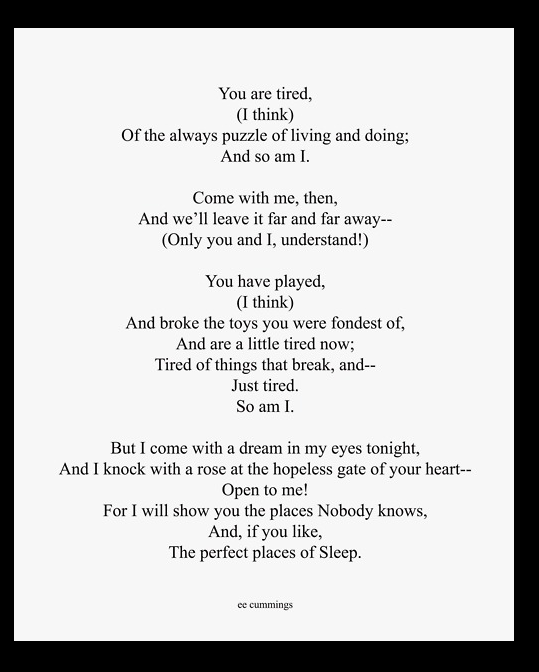 You are tired,
(I think)
Of the always puzzle of living and doing;
And so am I.
Come with me, then,
And we’ll leave it far and far away--
(Only you and I, understand!)
You have played,
(I think)
And broke the toys you were fondest of,
And are a little tired now;
Tired of things that break, and--
Just tired.
So am I.
But I come with a dream in my eyes tonight,
And I knock with a rose at the hopeless gate of your heart--
Open to me!
For I will show you the places Nobody knows,
And, if you like,
The perfect places of Sleep.
ee cummings